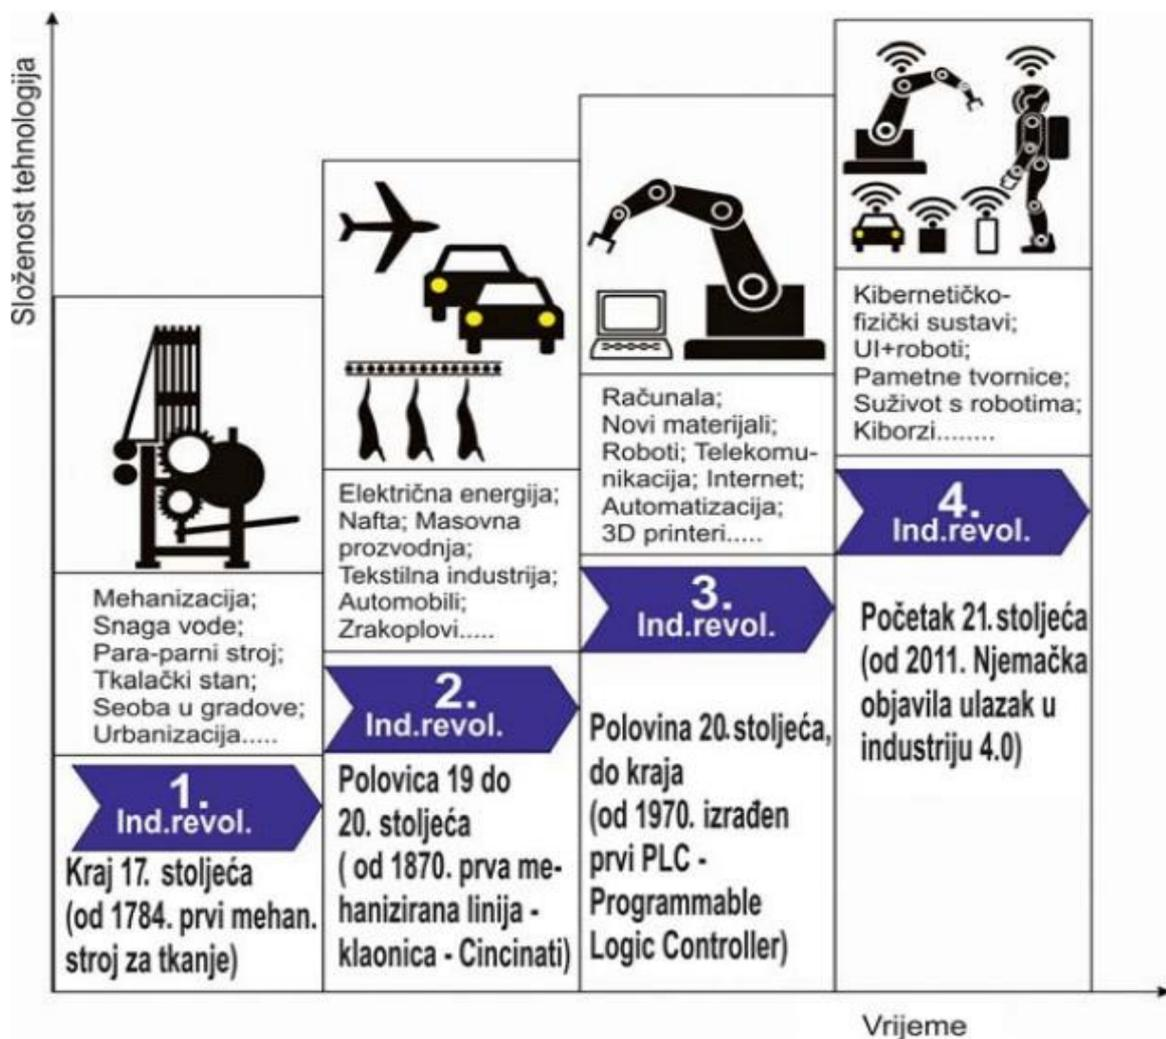 Složenost tehnologija
Mehanizacija;
Snaga vode;
Para-parni stroj;
Tkalački stan;
Seoba u gradove;
Urbanizacija.....
1.
Ind.revol.
Kraj 17. stoljeća
(od 1784. prvi mehan.
stroj za tkanje)
Električna energija;
Nafta; Masovna
prozvodnja;
Tekstilna industrija;
Automobili;
Zrakoplovi.....
2.
Ind.revol.
Polovica 19 do
20. stoljeća
( od 1870. prva me-
hanizirana linija -
klaonica - Cincinati)
Računala;
Novi materijali;
Roboti; Telekomu-
nikacija; Internet;
Automatizacija;
3D printeri.....
3.
Ind.revol.
Polovina 20. stoljeća,
do kraja
(od 1970. izrađen
prvi PLC -
Programmable
Logic Controller)
Kibernetičko-
fizički sustavi;
UI+roboti;
Pametne tvornice;
Suživot s robotima;
Kiborzi........
4.
Ind.revol.
Početak 21. stoljeća
(od 2011. Njemačka
objavila ulazak u
industriju 4.0)
Vrijeme